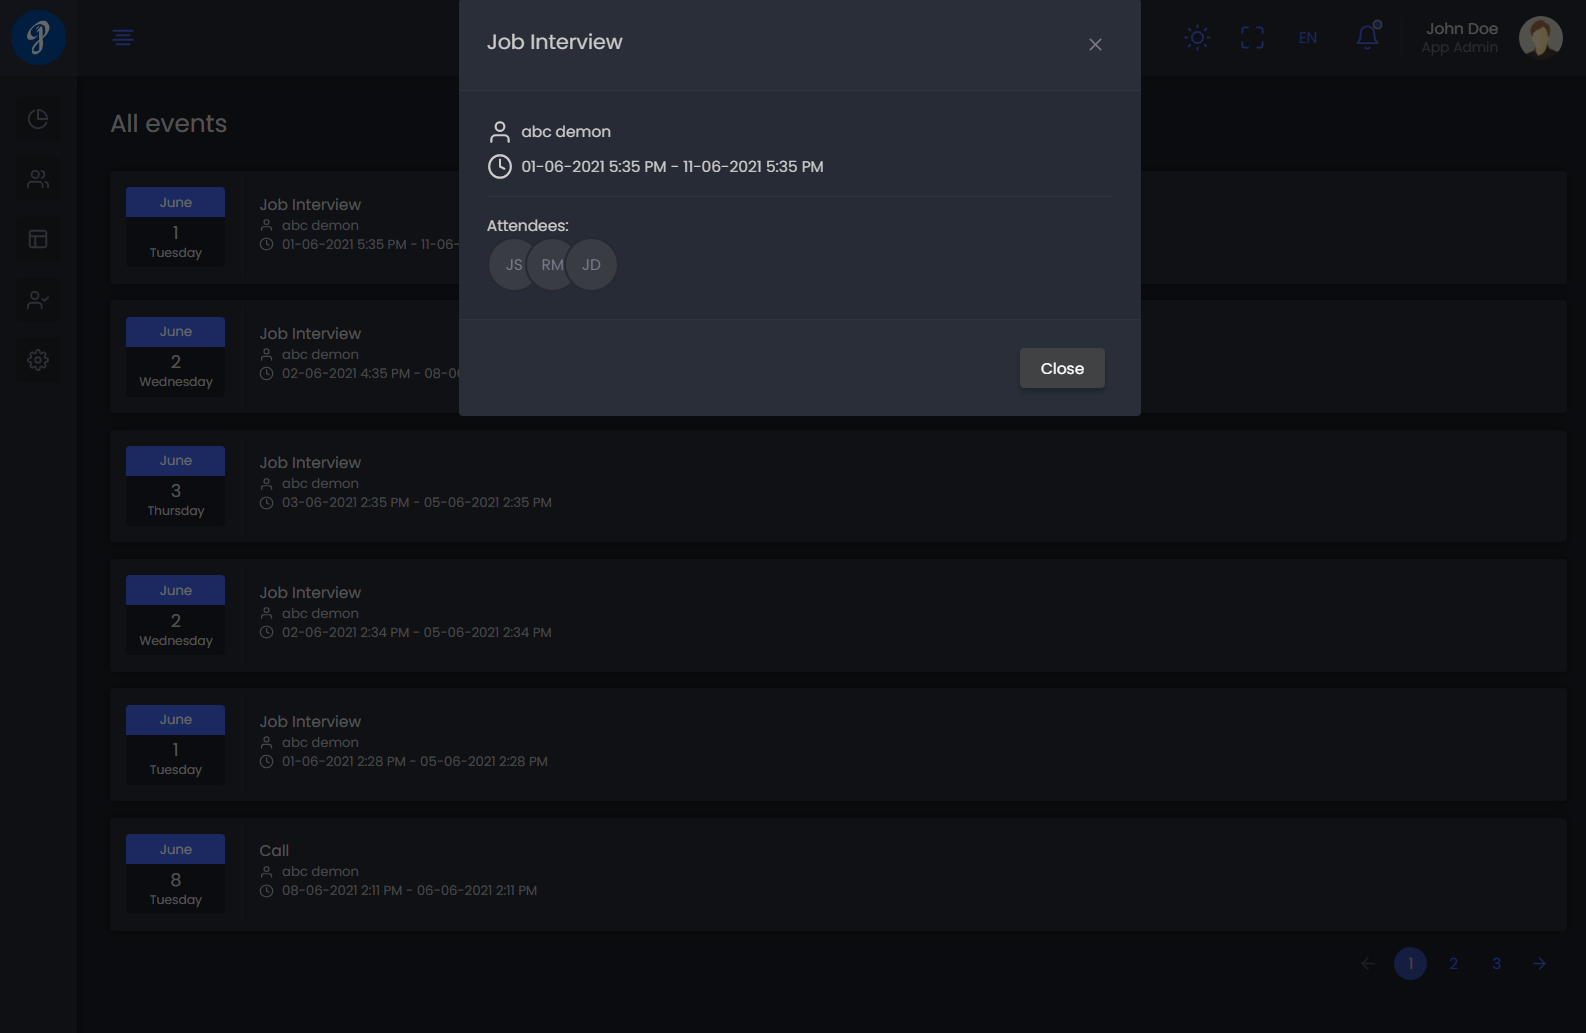 Job Interview
abc demon
01-06-2021 5:35 PM - 11-06-2021 5:35 PM
Attendees:
JS RM JD
Close
EN
John Doe
App Admin
All events
June
1
Tuesday
Job Interview
abc demon
01-06-2021 5:35 PM - 11-06-
June
2
Wednesday
Job Interview
abc demon
02-06-2021 4:35 PM - 08-0
June
3
Thursday
Job Interview
abc demon
03-06-2021 2:35 PM - 05-06-2021 2:35 PM
June
2
Wednesday
Job Interview
abc demon
02-06-2021 2:34 PM - 05-06-2021 2:34 PM
June
1
Tuesday
Job Interview
abc demon
01-06-2021 2:28 PM - 05-06-2021 2:28 PM
June
8
Tuesday
Call
abc demon
08-06-2021 2:11 PM - 06-06-2021 2:11 PM
1 2 3